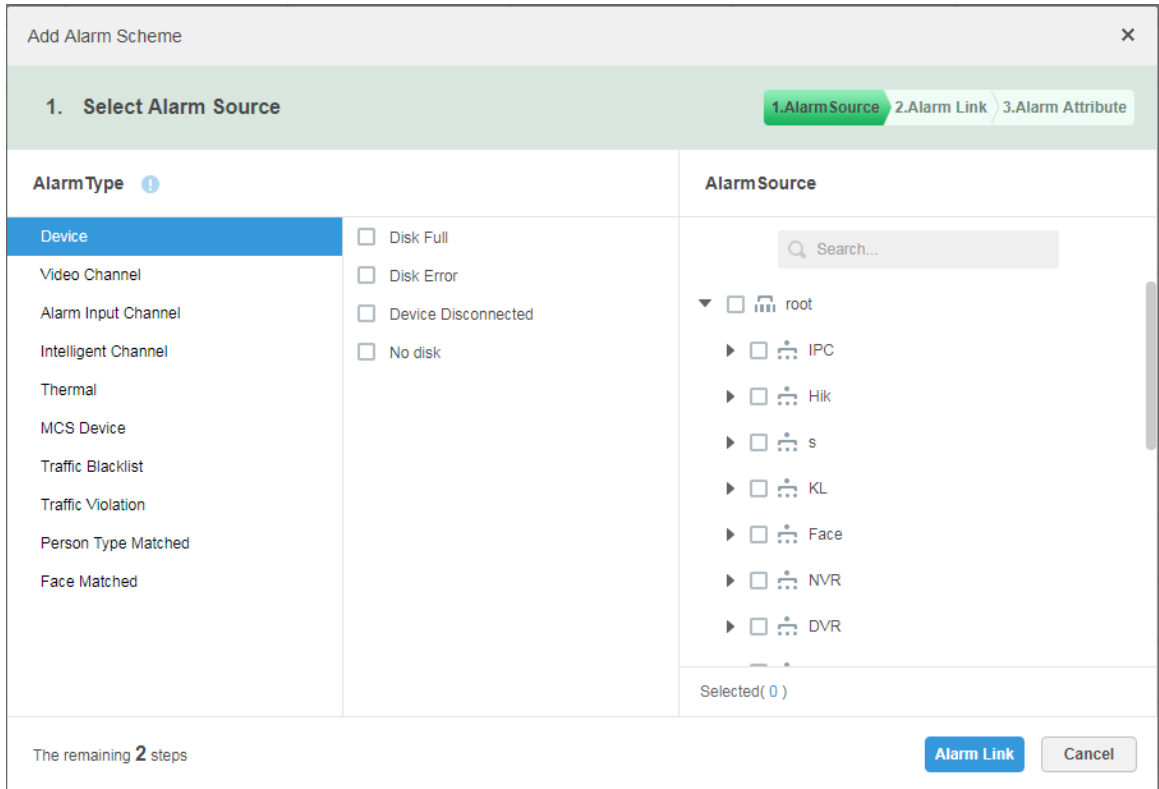 Add Alarm Scheme
1. Select Alarm Source
1.AlarmSource 2.Alarm Link 3.Alarm Attribute
AlarmType
AlarmSource
Device
Video Channel
Alarm Input Channel
Intelligent Channel
Thermal
MCS Device
Traffic Blacklist
Traffic Violation
Person Type Matched
Face Matched
Disk Full
Disk Error
Device Disconnected
No disk
Search...
root
IPC
Hik
s
KL
Face
NVR
DVR
Selected( 0 )
The remaining 2 steps
Alarm Link
Cancel